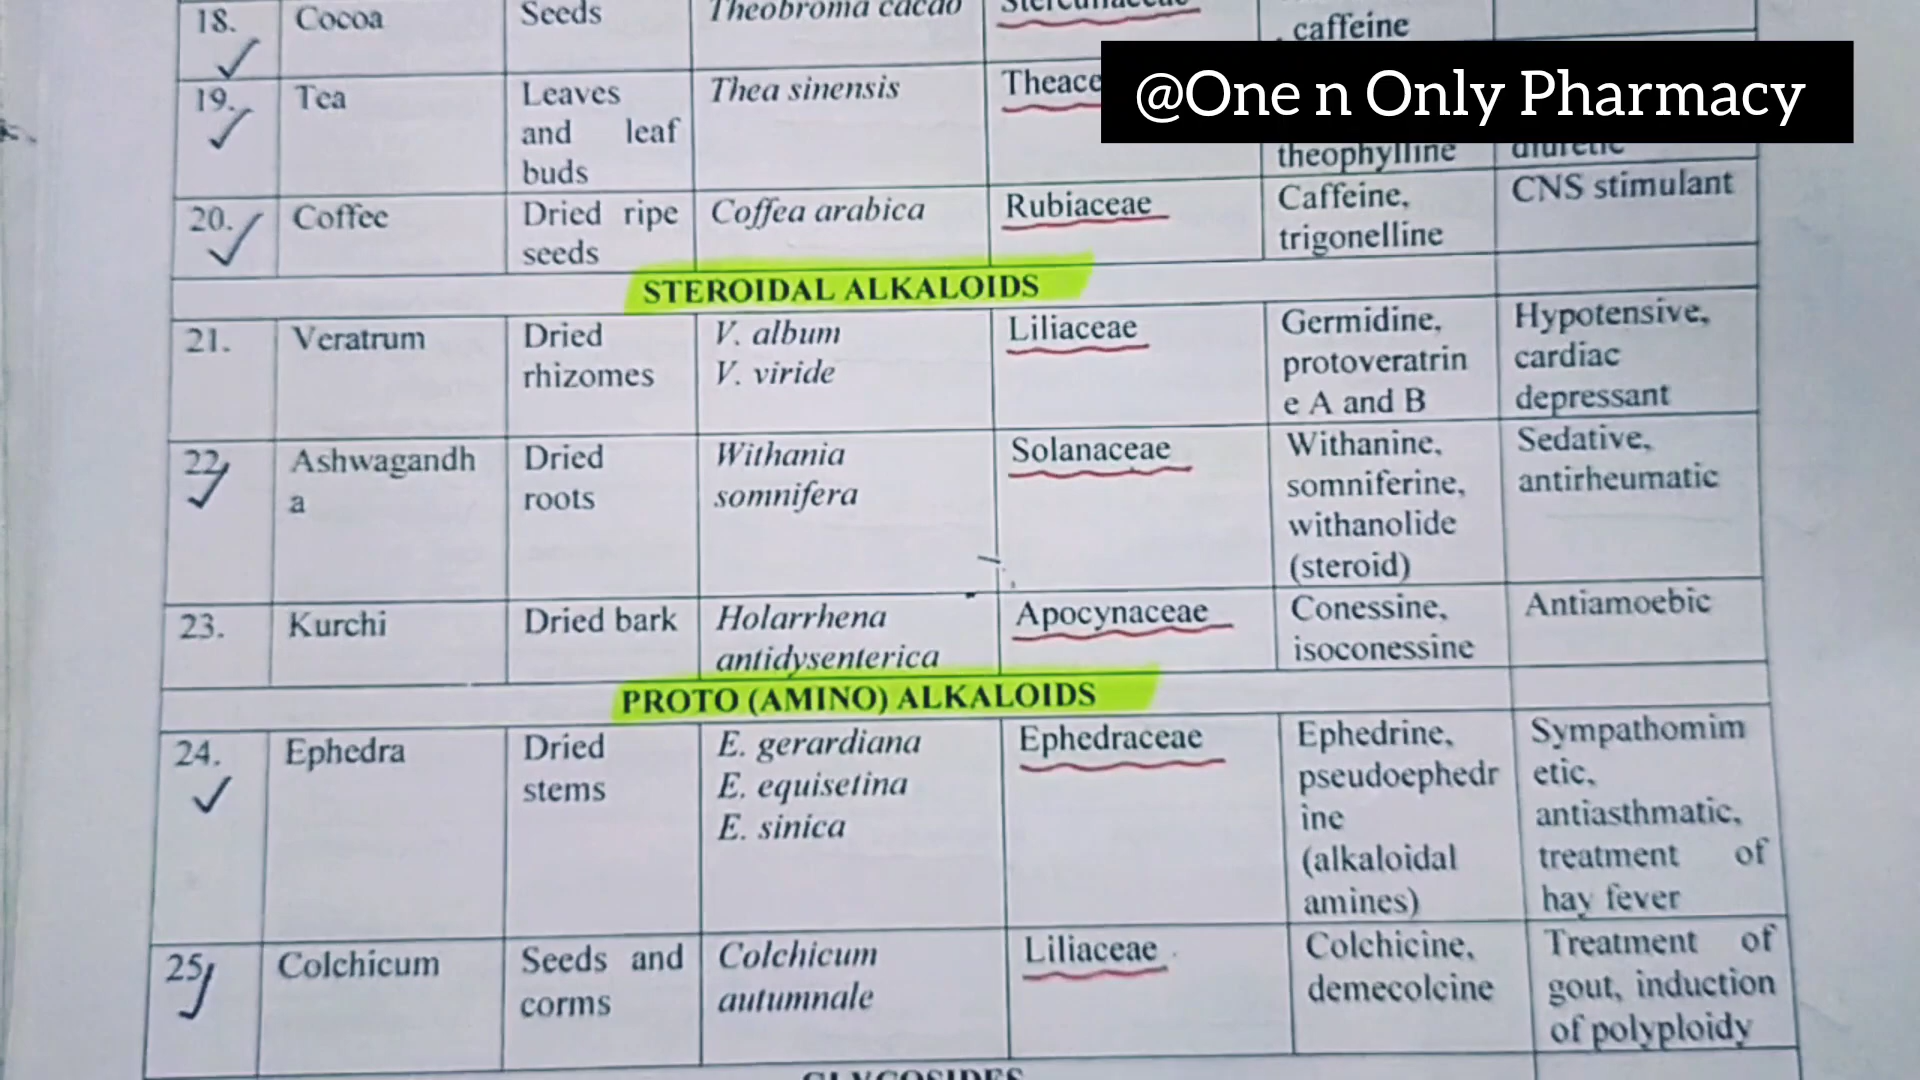 18. Cocoa Seeds Theobroma cacao
caffeine
@One n Only Pharmacy
19. Tea Leaves Thea sinensis
and leaf
buds theophylline diuretic
20. Coffee Dried ripe Coffea arabica Rubiaceae Caffeine, CNS stimulant
seeds trigonelline
STEROIDAL ALKALOIDS
21. Veratrum Dried V. album Liliaceae Germidine, Hypotensive,
rhizomes V. viride protoveratrin cardiac
e A and B depressant
22 Ashwagandh Dried Withania Solanaceae Withanine, Sedative,
a roots somnifera somniferine, antirheumatic
withanolide
(steroid)
23. Kurchi Dried bark Holarrhena Apocynaceae Conessine, Antiamoebic
antidysenterica isoconessine
PROTO (AMINO) ALKALOIDS
24. Ephedra Dried E. gerardiana Ephedraceae Ephedrine, Sympathomim
stems E. equisetina pseudoephedr etic,
E. sinica ine antiasthmatic,
(alkaloidal treatment of
amines) hay fever
25 Colchicum Seeds and Colchicum Liliaceae Colchicine, Treatment of
corms autumnale demecolcine gout, induction
of polyploidy
GLYCOSIDES